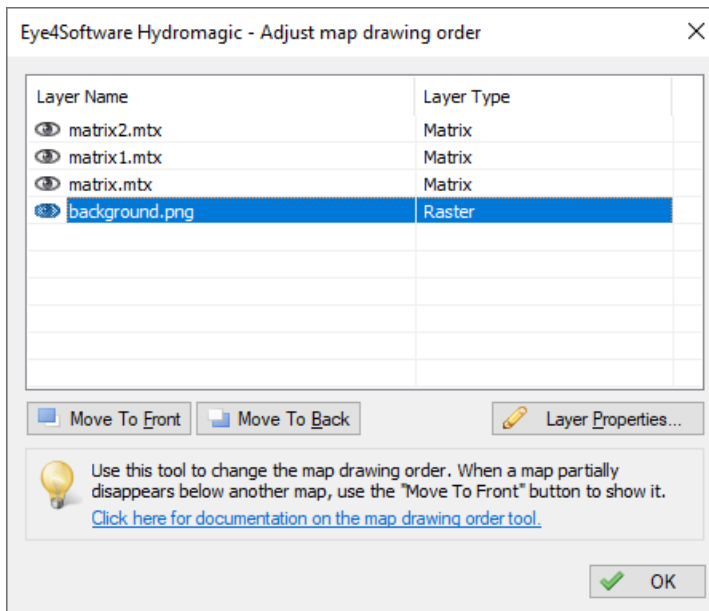 Eye4Software Hydromagic - Adjust map drawing order
Layer Name Layer Type
matrix2.mtx Matrix
matrix1.mtx Matrix
matrix.mtx Matrix
background.png Raster
Move To Front Move To Back Layer Properties...
Use this tool to change the map drawing order. When a map partially
disappears below another map, use the "Move To Front" button to show it.
Click here for documentation on the map drawing order tool.
OK